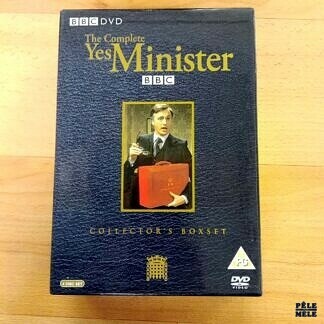 BBC DVD
The Complete
Yes Minister
BBC
COLLECTOR'S BOXSET
PG
DVD
VIDEO
PÊLE
MÊLE